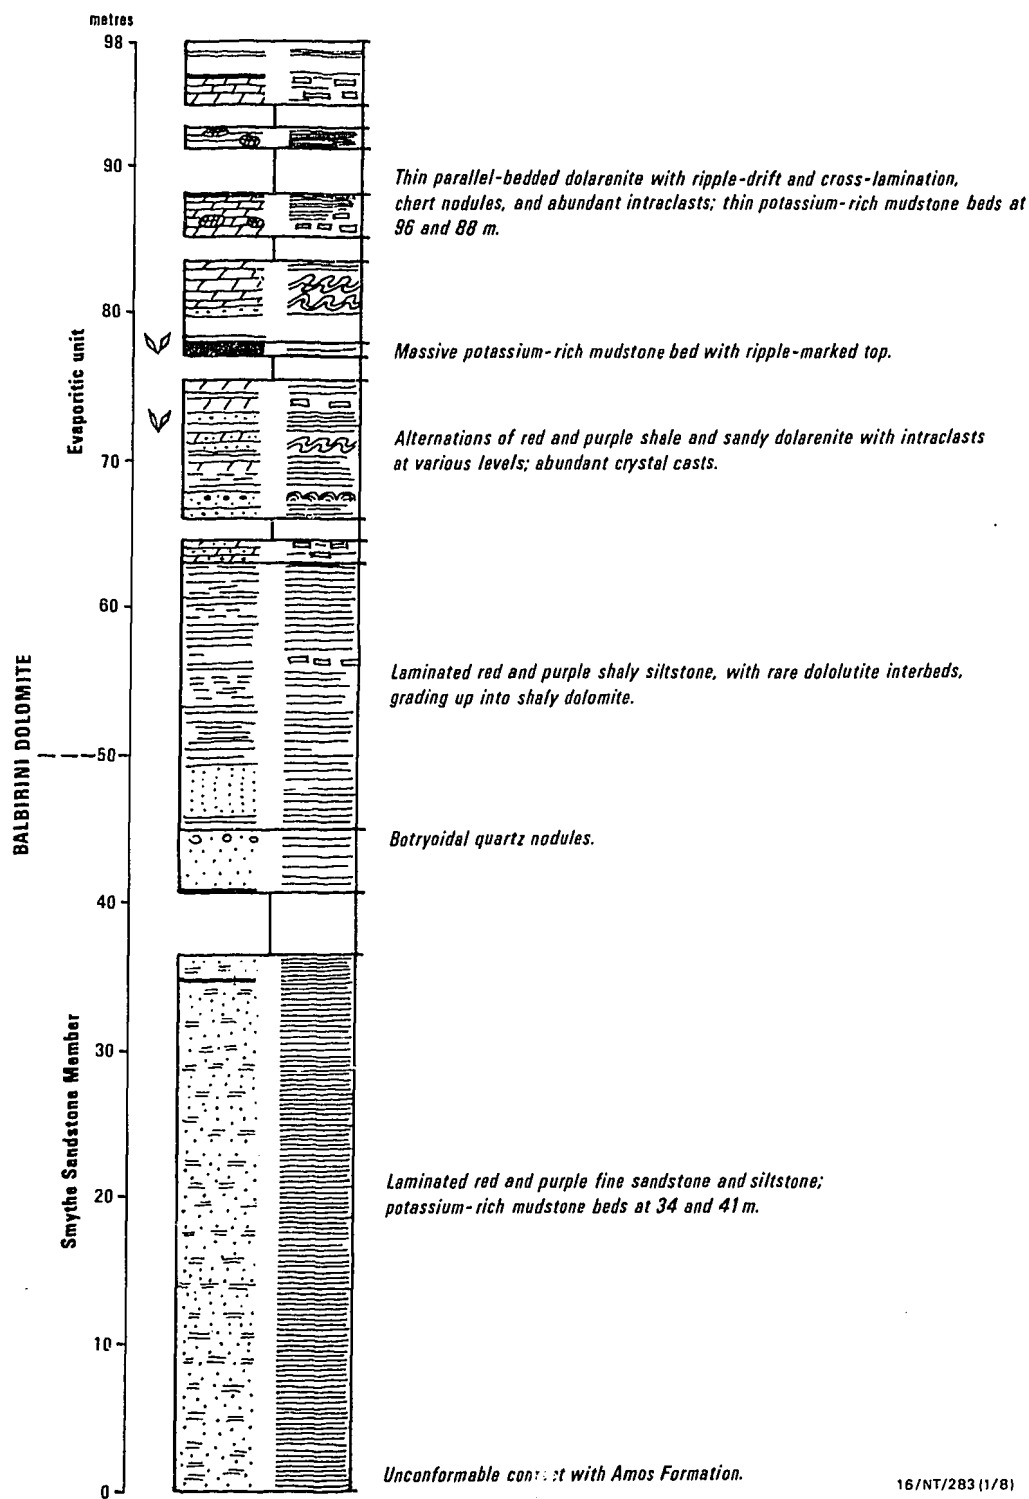 metres
98
90
Thin parallel-bedded dolarenite with ripple-drift and cross-lamination,
chert nodules, and abundant intraclasts; thin potassium-rich mudstone beds at
96 and 88 m.
80
Evaporitic unit
Massive potassium-rich mudstone bed with ripple-marked top.
Alternations of red and purple shale and sandy dolarenite with intraclasts
at various levels; abundant crystal casts.
70
60
BALBIRINI DOLOMITE
Laminated red and purple shaly siltstone, with rare dololutite interbeds,
grading up into shaly dolomite.
50
Botryoidal quartz nodules.
40
30
Smythe Sandstone Member
Laminated red and purple fine sandstone and siltstone;
potassium-rich mudstone beds at 34 and 41 m.
20
10
Unconformable with Amos Formation.
0
16/NT/283 (1/8)